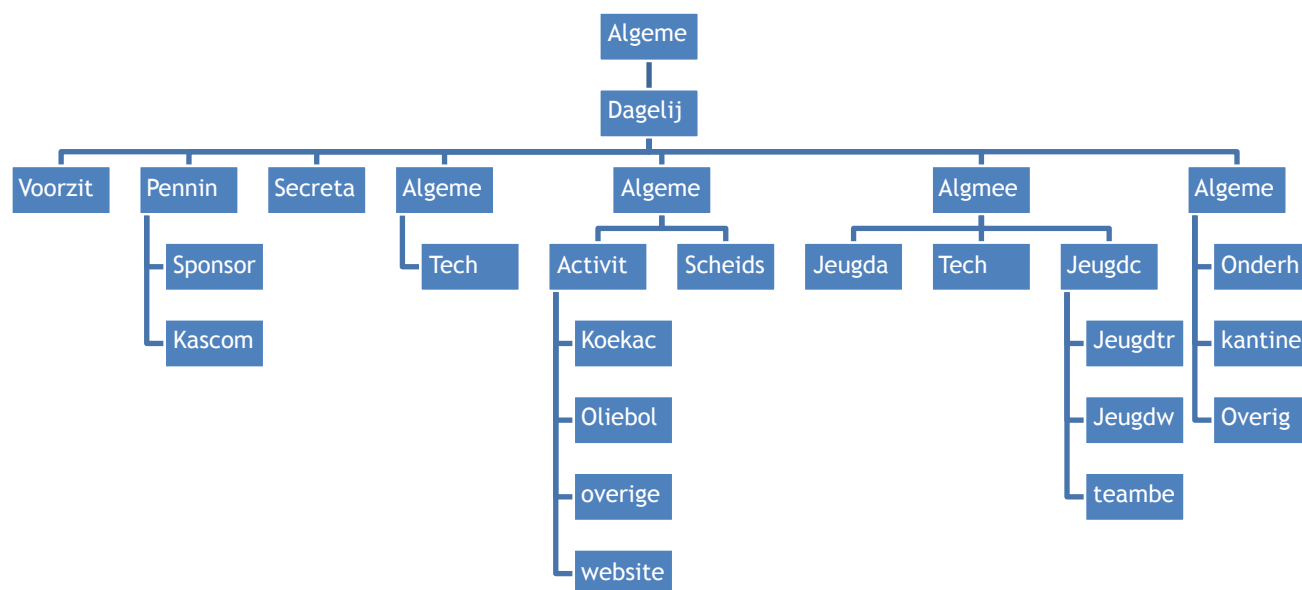 Algeme
Dagelij
Voorzit
Pennin
Secreta
Algeme
Algeme
Algmee
Algeme
Sponsor
Tech
Activit
Scheids
Jeugda
Tech
Jeugdc
Onderh
Kascom
Koekac
Jeugdtr
kantine
Oliebol
Jeugdw
Overig
overige
teambe
website